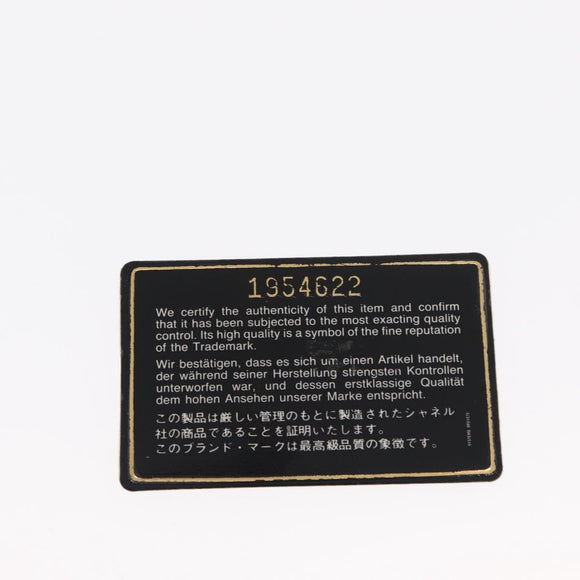 1954622
We certify the authenticity of this item and confirm
that it has been subjected to the most exacting quality
control. Its high quality is a symbol of the fine reputation
of the Trademark.
Wir bestätigen, dass es sich um einen Artikel handelt,
der während seiner Herstellung strengsten Kontrollen
unterworfen war, und dessen erstklassige Qualität
dem hohen Ansehen unserer Marke entspricht.
この製品は厳しい管理のもとに製造されたシャネル
社の商品であることを証明いたします。
このブランド・マークは最高級品質の象徴です。